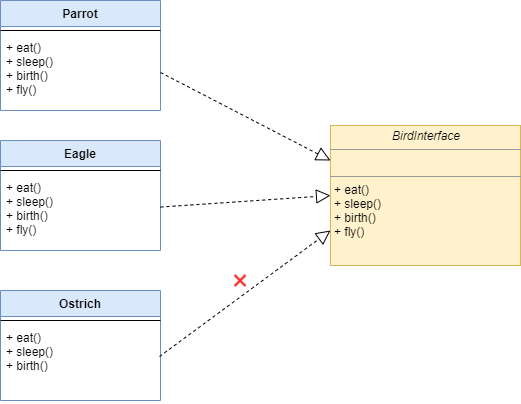 Parrot
+ eat()
+ sleep()
+ birth()
+ fly()
Eagle
+ eat()
+ sleep()
+ birth()
+ fly()
Ostrich
+ eat()
+ sleep()
+ birth()
BirdInterface
+ eat()
+ sleep()
+ birth()
+ fly()